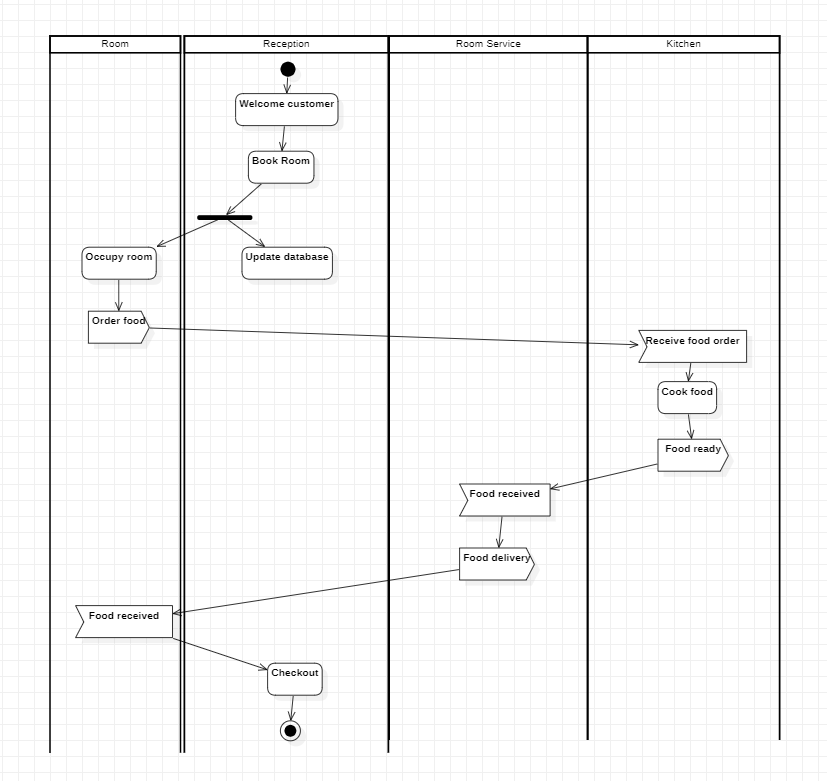 Room
Reception
Room Service
Kitchen
Welcome customer
Book Room
Occupy room
Update database
Order food
Receive food order
Cook food
Food ready
Food received
Food delivery
Food received
Checkout